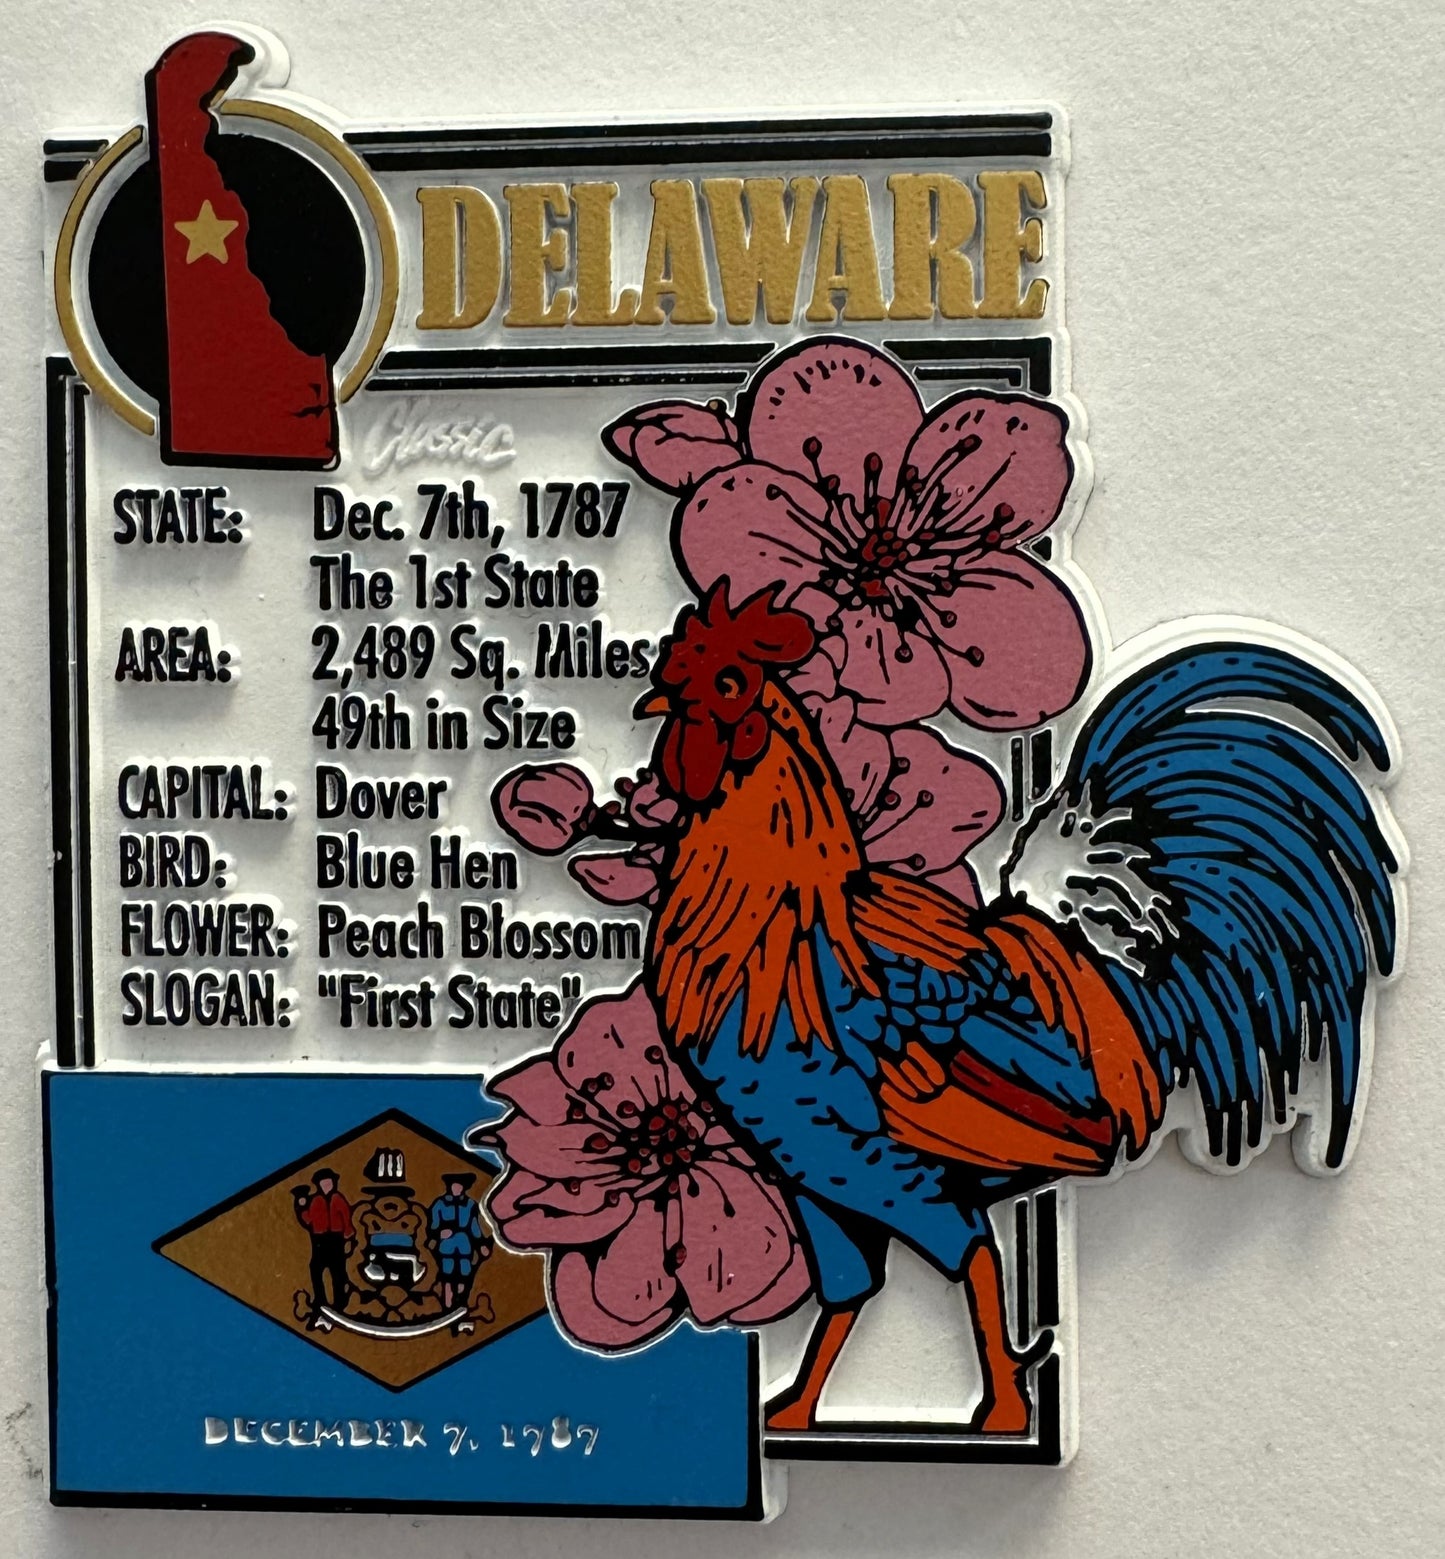 DELAWARE
Classic
STATE: Dec. 7th, 1787
The 1st State
AREA: 2,489 Sq. Miles
49th in Size
CAPITAL: Dover
BIRD: Blue Hen
FLOWER: Peach Blossom
SLOGAN: "First State"
DECEMBER 7, 1787